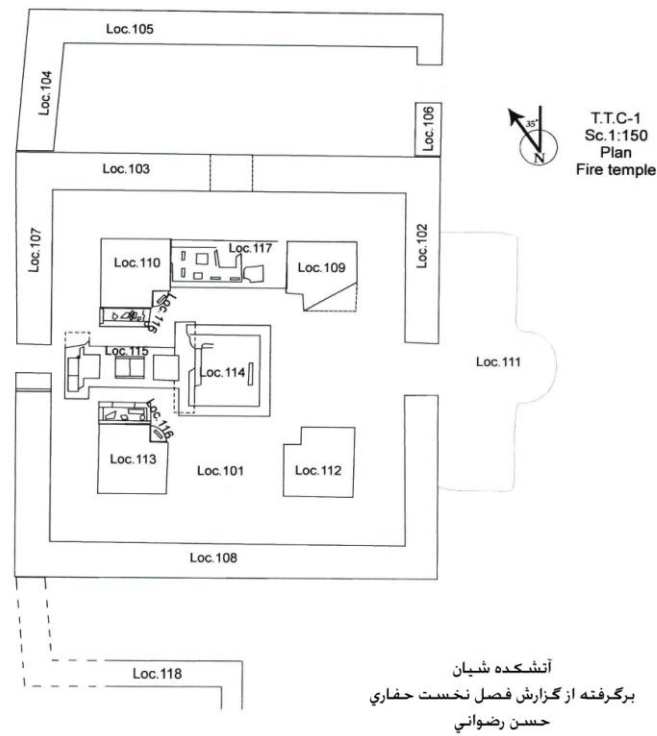 Loc.105
Loc.104
Loc.106
35°
N
T.T.C-1
Sc.1:150
Plan
Fire temple
Loc.103
Loc.107
Loc.102
Loc.117
Loc.110
Loc.109
Loc.116
Loc.115
Loc.114
Loc.111
Loc.116
Loc.113
Loc.101
Loc.112
Loc.108
Loc.118
آتشكده شيان
برگرفته از گزارش فصل نخست حفاري
حسن رضواني